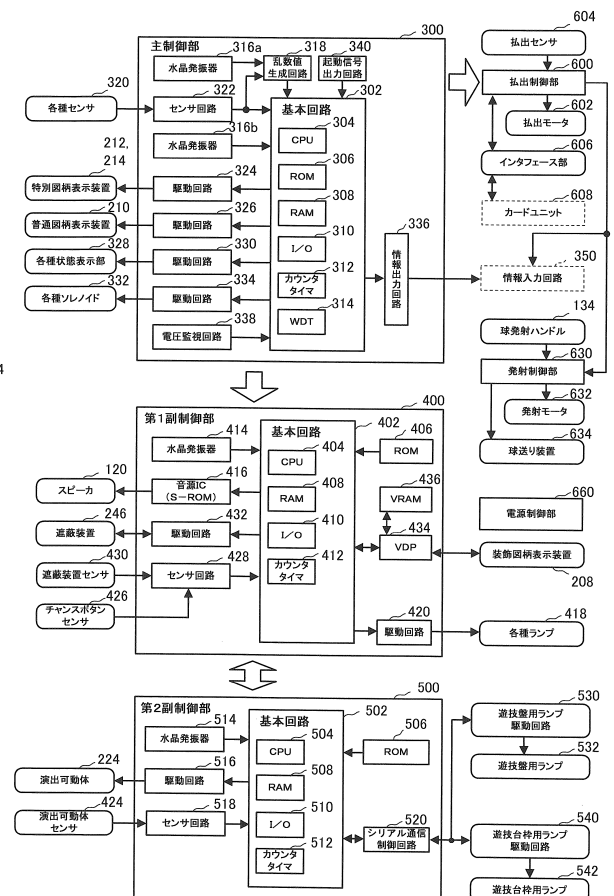 300
主制御部
316a
318
340
604
水晶発振器
乱数値
生成回路
起動信号
出力回路
払出センサ
600
払出制御部
320
322
302
各種センサ
センサ回路
基本回路
316b
水晶発振器
304
CPU
602
払出モータ
606
インタフェース部
212,
214
324
306
特別図柄表示装置
駆動回路
ROM
608
カードユニット
210
326
308
普通図柄表示装置
駆動回路
RAM
336
328
330
310
各種状態表示部
駆動回路
I/O
情報出力回路
350
情報入力回路
332
334
312
各種ソレノイド
駆動回路
カウンタ
タイマ
338
314
電圧監視回路
WDT
134
球発射ハンドル
630
発射制御部
4
632
発射モータ
634
球送り装置
400
第1副制御部
402
基本回路
414
水晶発振器
404
CPU
406
ROM
120
416
スピーカ
音源IC
(S-ROM)
408
RAM
436
VRAM
660
電源制御部
246
432
遮蔽装置
駆動回路
410
I/O
434
VDP
430
428
遮蔽装置センサ
センサ回路
412
カウンタ
タイマ
装飾図柄表示装置
208
426
チャンスボタン
センサ
420
駆動回路
418
各種ランプ
500
第2副制御部
502
基本回路
514
水晶発振器
504
CPU
506
ROM
530
遊技盤用ランプ
駆動回路
224
516
演出可動体
駆動回路
508
RAM
532
遊技盤用ランプ
424
518
演出可動体
センサ
センサ回路
510
I/O
520
シリアル通信
制御回路
540
遊技台枠用ランプ
駆動回路
512
カウンタ
タイマ
542
遊技台枠用ランプ